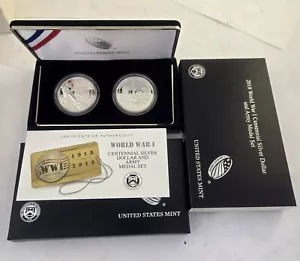 CERTIFICATE OF AUTHENTICITY
WORLD WAR I
CENTENNIAL SILVER
DOLLAR AND
ARMY
MEDAL SET
WWI
1918
2018
UNITED STATES MINT
2018 World War I Centennial Silver Dollar
and Army Medal Set
UNITED STATES MINT